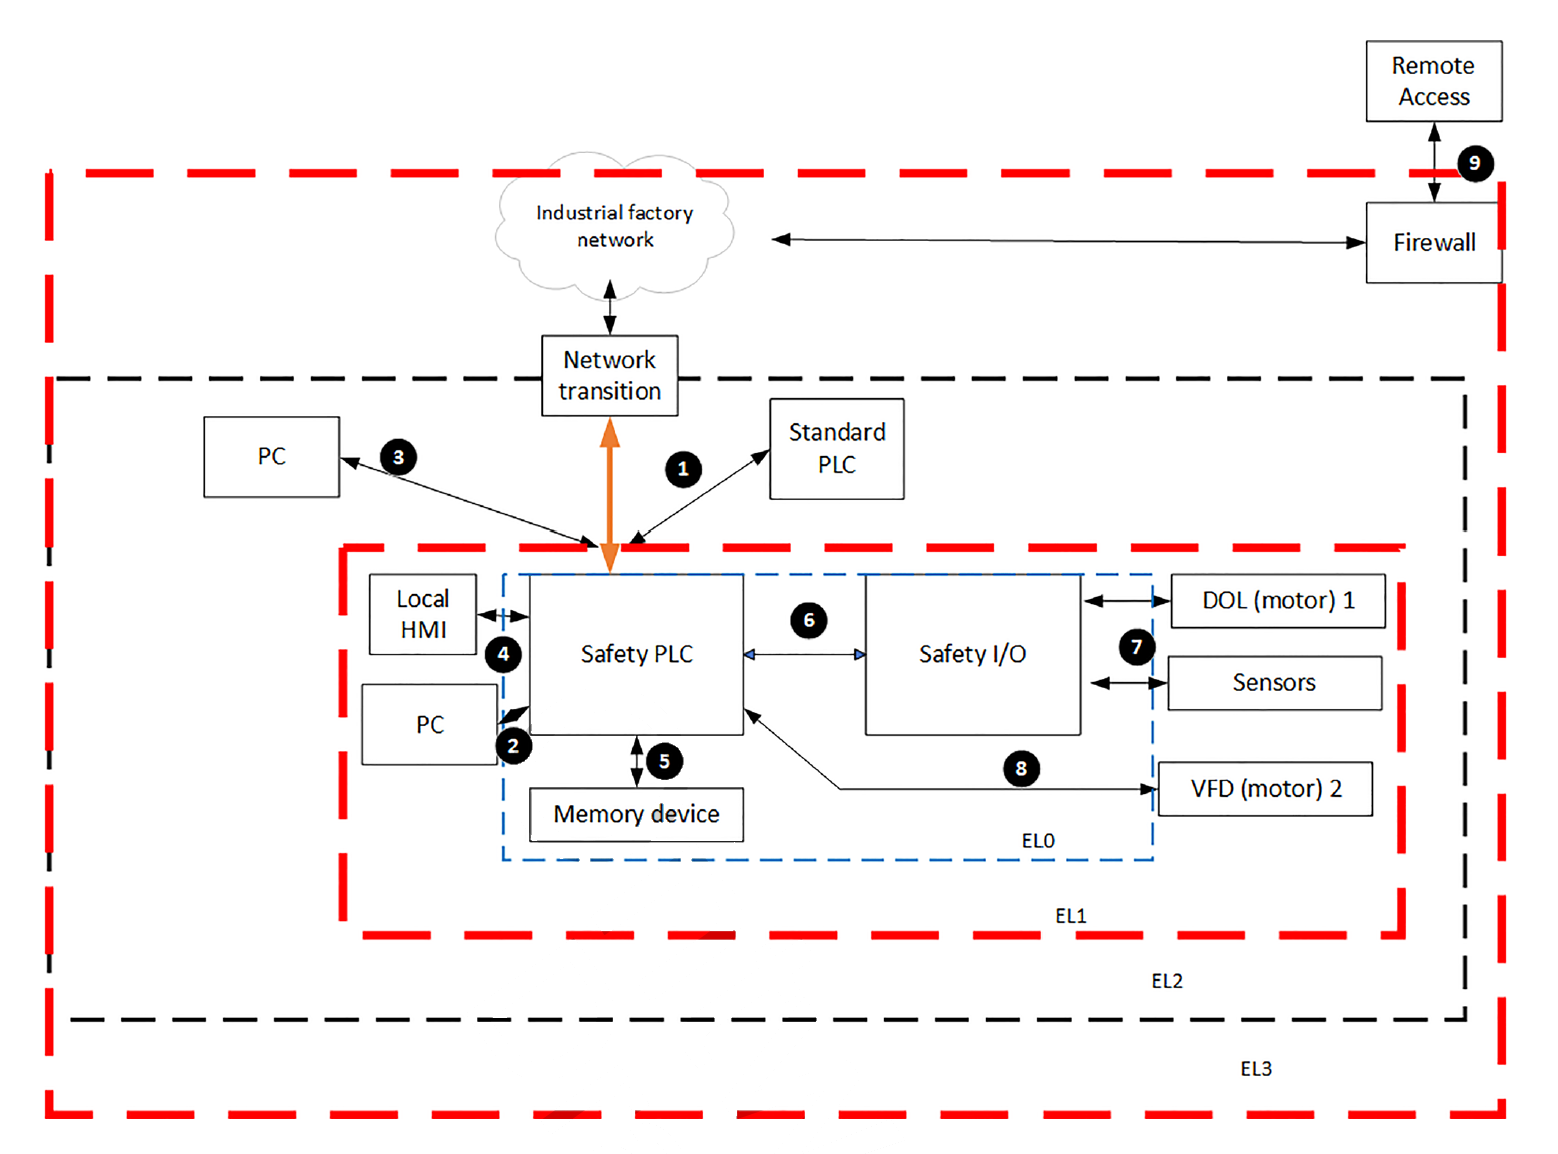 Remote
Access
9
Industrial factory
network
Firewall
Network
transition
PC
3
1
Standard
PLC
Local
HMI
4
Safety PLC
6
Safety I/O
DOL (motor) 1
7
Sensors
PC
2
5
8
VFD (motor) 2
Memory device
EL0
EL1
EL2
EL3